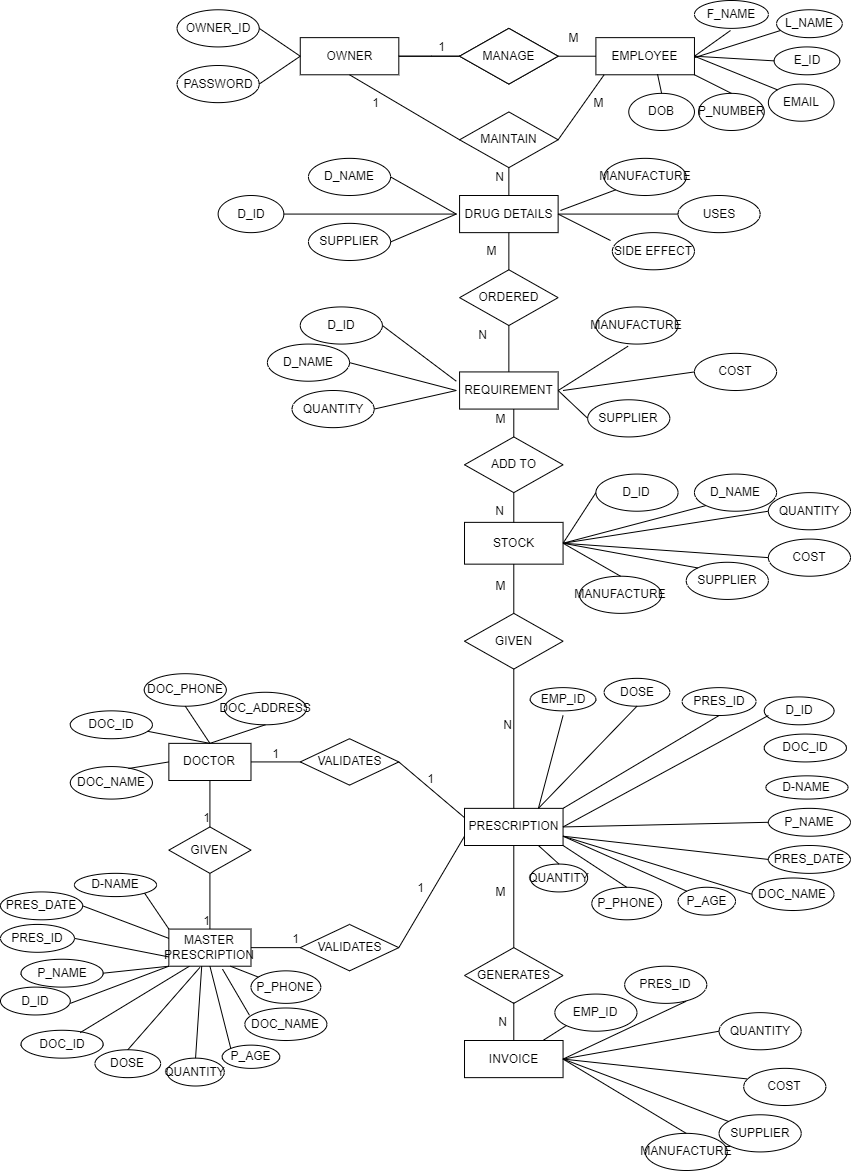 F_NAME
OWNER_ID
L_NAME
1
M
OWNER
MANAGE
EMPLOYEE
E_ID
PASSWORD
EMAIL
1
M
DOB
P_NUMBER
MAINTAIN
D_NAME
N
MANUFACTURE
D_ID
DRUG DETAILS
USES
SUPPLIER
M
SIDE EFFECT
ORDERED
D_ID
N
MANUFACTURE
D_NAME
COST
REQUIREMENT
QUANTITY
M
SUPPLIER
ADD TO
D_ID
D_NAME
N
QUANTITY
STOCK
COST
M
MANUFACTURE
SUPPLIER
GIVEN
DOC_PHONE
EMP_ID
DOSE
PRES_ID
DOC_ADDRESS
D_ID
DOC_ID
N
DOC_ID
1
DOCTOR
VALIDATES
DOC_NAME
1
D-NAME
1
PRESCRIPTION
P_NAME
GIVEN
PRES_DATE
D-NAME
1
M
QUANTITY
DOC_NAME
PRES_DATE
P_PHONE
P_AGE
1
PRES_ID
MASTER
PRESCRIPTION
1
VALIDATES
P_NAME
GENERATES
P_PHONE
PRES_ID
D_ID
DOC_NAME
N
EMP_ID
DOC_ID
QUANTITY
DOSE
P_AGE
INVOICE
QUANTITY
COST
SUPPLIER
MANUFACTURE